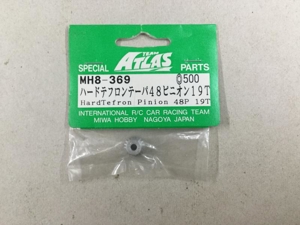 TEAM
ATLAS
SPECIAL PARTS
MH8-369 ¥500
ハードテフロンテーパ48ピニオン19T
HardTefron Pinion 48P 19T
INTERNATIONAL R/C CAR RACING TEAM
MIWA HOBBY NAGOYA JAPAN